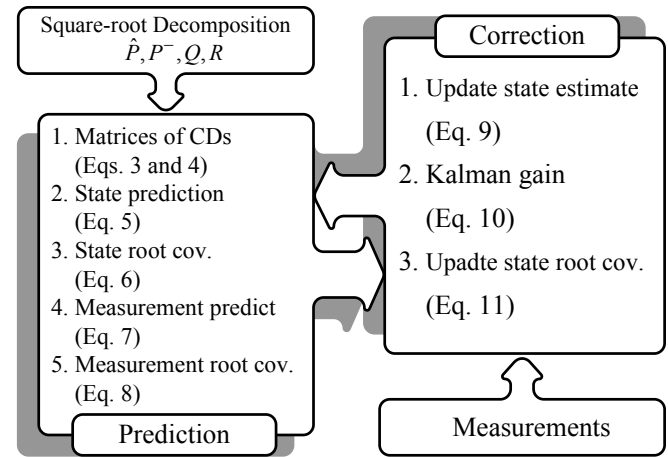 Square-root Decomposition
P̂, P⁻, Q, R
1. Matrices of CDs
(Eqs. 3 and 4)
2. State prediction
(Eq. 5)
3. State root cov.
(Eq. 6)
4. Measurement predict
(Eq. 7)
5. Measurement root cov.
(Eq. 8)
Prediction
Correction
1. Update state estimate
(Eq. 9)
2. Kalman gain
(Eq. 10)
3. Upadte state root cov.
(Eq. 11)
Measurements